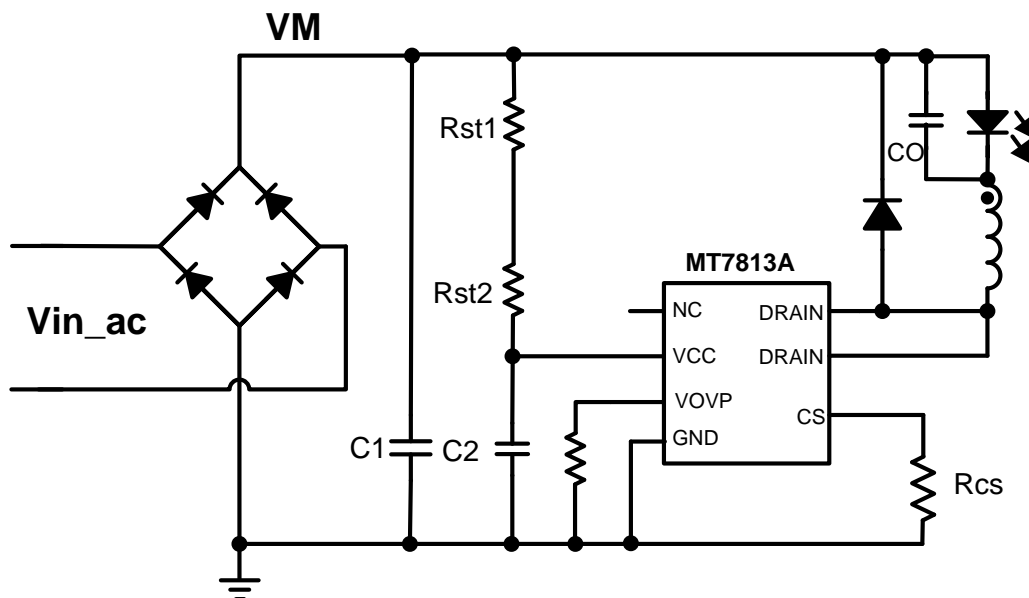 VM
Rst1
CO
MT7813A
Rst2
NC
DRAIN
Vin_ac
VCC
DRAIN
VOVP
CS
GND
C1
C2
Rcs